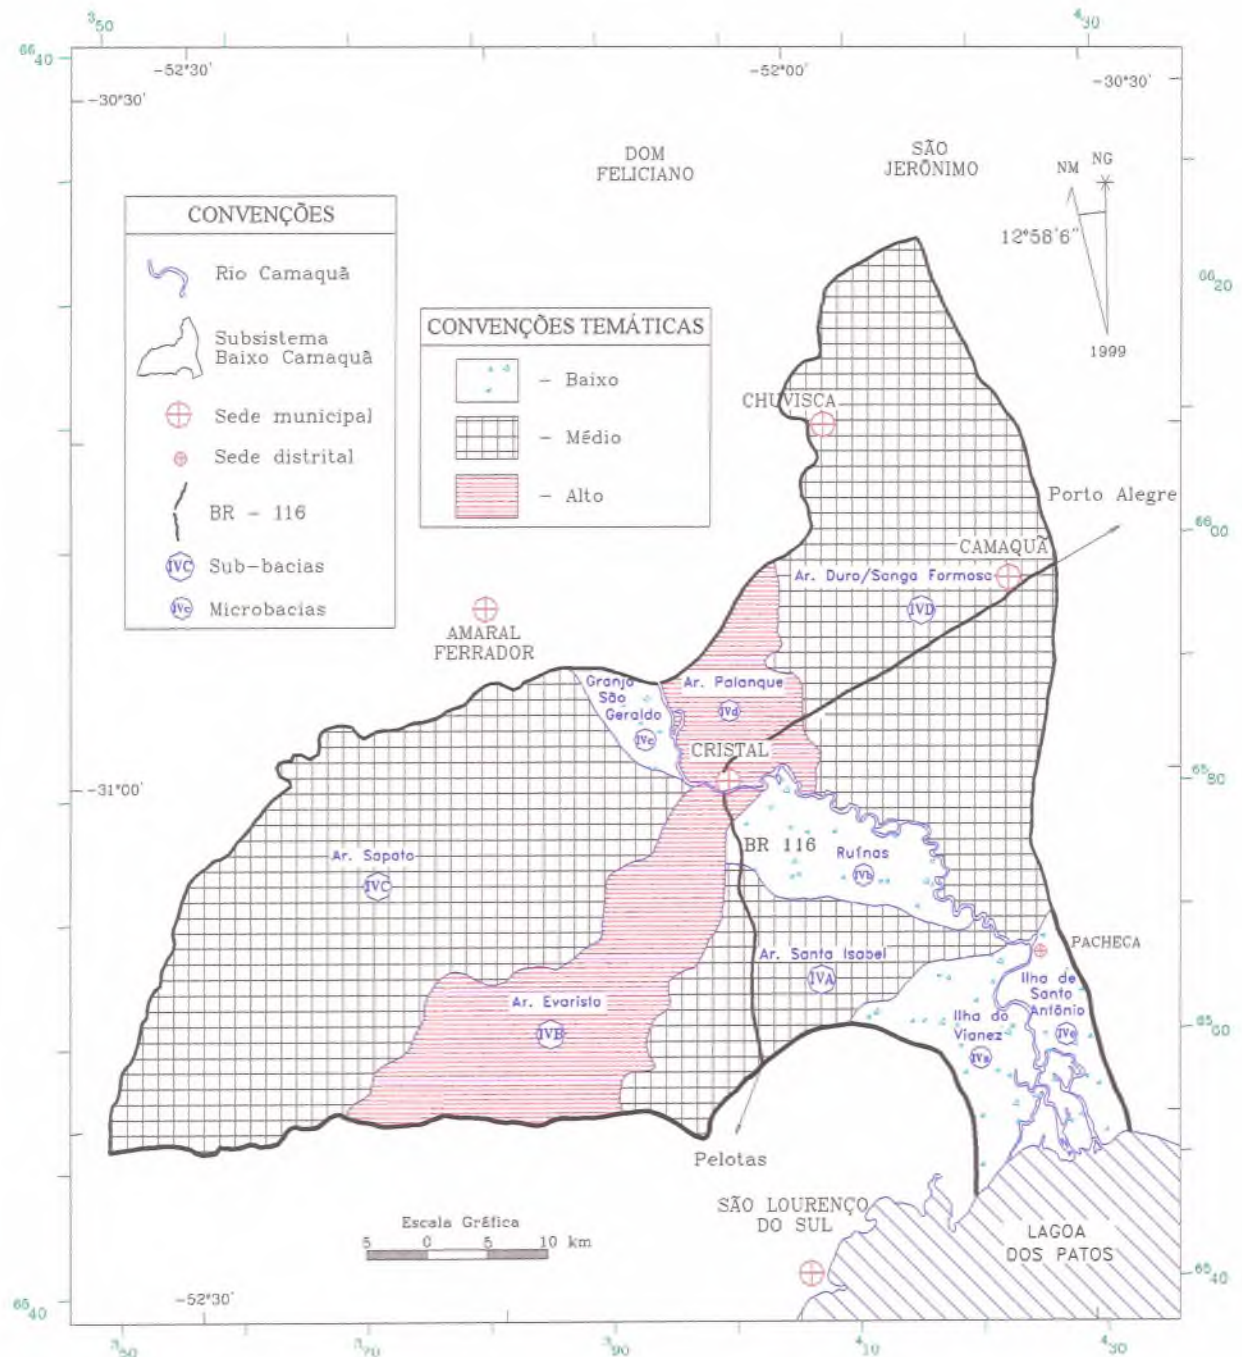 ³50
⁴30
⁶⁶40
-52°30'
-52°00'
-30°30'
-30°30'
DOM
FELICIANO
SÃO
JERÔNIMO
NM NG
12°58'6"
1999
CONVENÇÕES
Rio Camaquã
Subsistema
Baixo Camaquã
Sede municipal
Sede distrital
BR - 116
IVC Sub-bacias
IVc Microbacias
CONVENÇÕES TEMÁTICAS
- Baixo
- Médio
- Alto
⁶⁶20
CHUVISCA
Porto Alegre
⁶⁶00
CAMAQUÃ
Ar. Duro/Sanga Formosa
IVD
AMARAL
FERRADOR
Granja
São
Geraldo
IVc
Ar. Palanque
IVd
CRISTAL
⁶⁵80
-31°00'
BR 116
Ruínas
IVb
Ar. Sapato
IVC
PACHECA
Ar. Santa Isabel
IVA
Ilha de
Santo
Antônio
IVe
Ar. Evaristo
IVB
Ilha do
Vianez
IVa
⁶⁵60
Pelotas
SÃO LOURENÇO
DO SUL
LAGOA
DOS PATOS
Escala Gráfica
5 0 5 10 km
⁶⁵40
-52°30'
⁶⁵40
³50
³70
³90
⁴10
⁴30